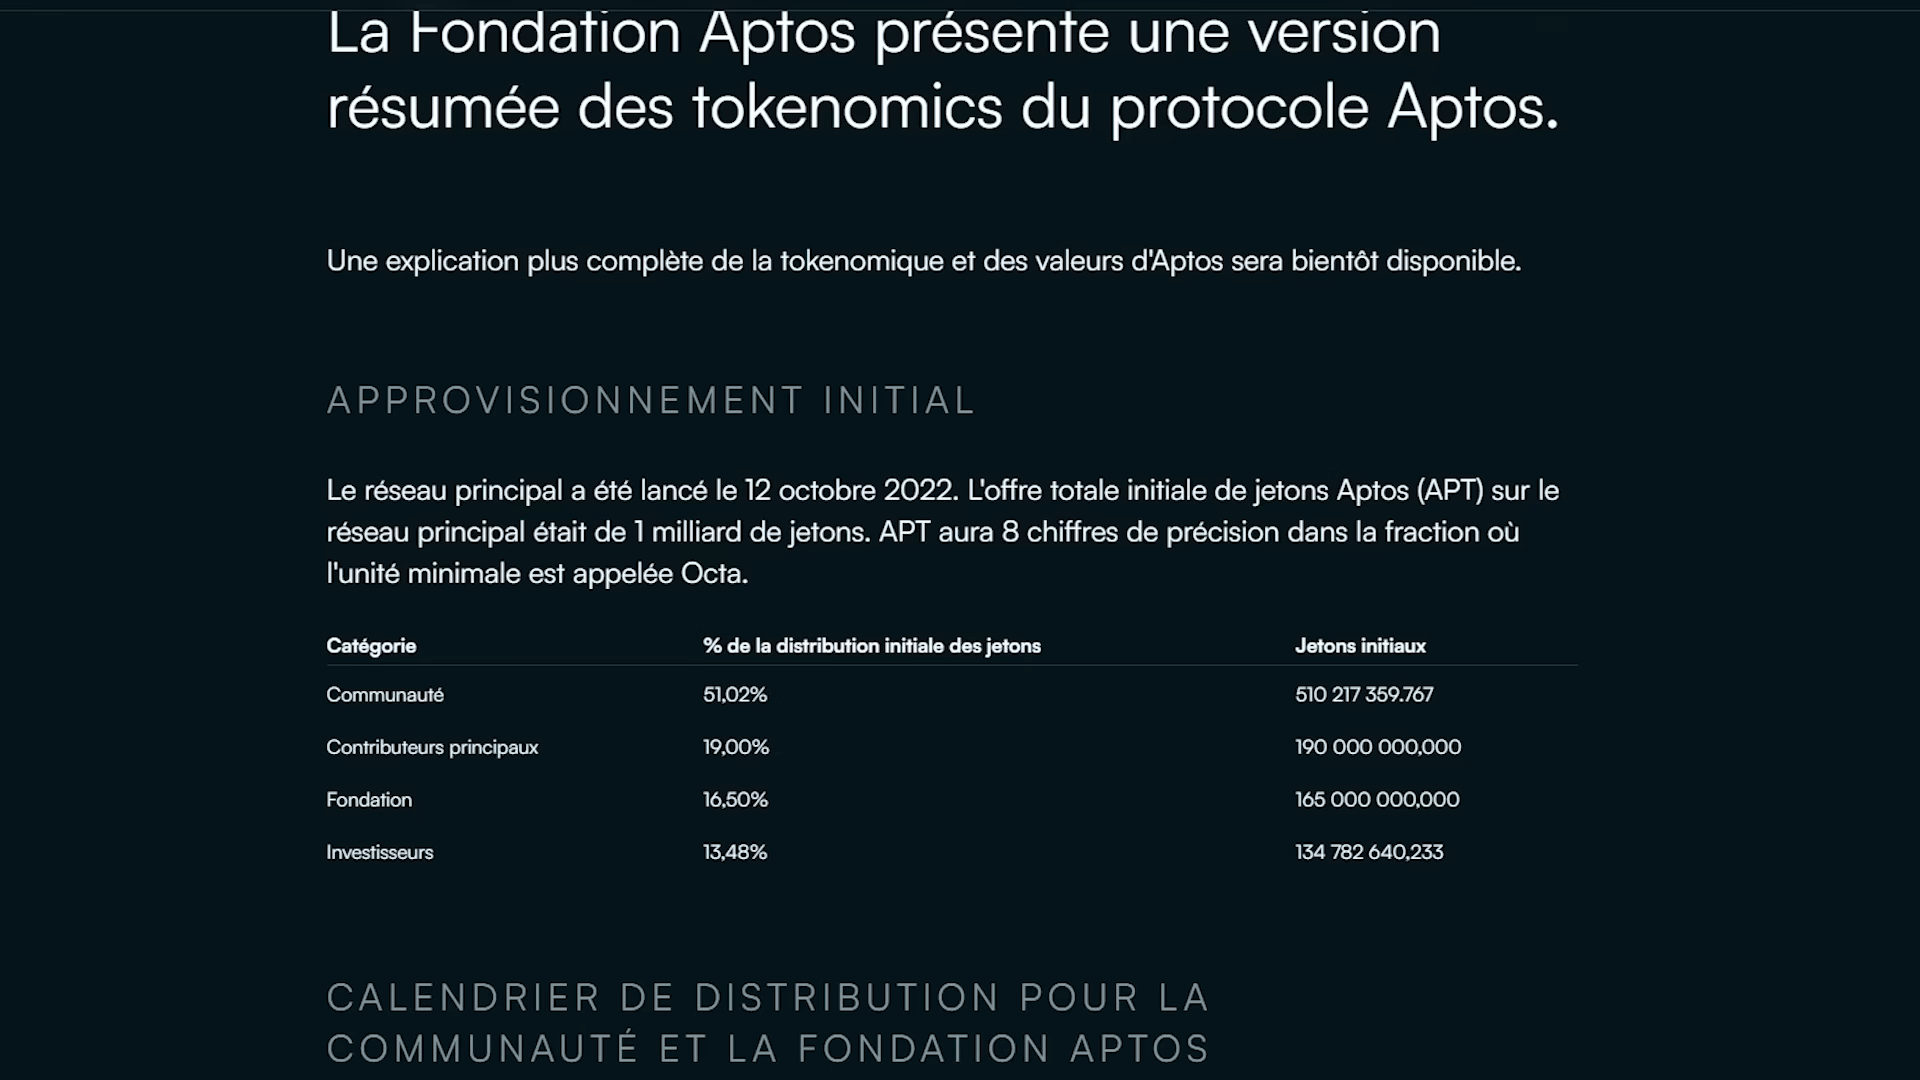 La Fondation Aptos présente une version
résumée des tokenomics du protocole Aptos.
Une explication plus complète de la tokenomique et des valeurs d'Aptos sera bientôt disponible.
APPROVISIONNEMENT INITIAL
Le réseau principal a été lancé le 12 octobre 2022. L'offre totale initiale de jetons Aptos (APT) sur le
réseau principal était de 1 milliard de jetons. APT aura 8 chiffres de précision dans la fraction où
l'unité minimale est appelée Octa.
Catégorie % de la distribution initiale des jetons Jetons initiaux
Communauté 51,02% 510 217 359.767
Contributeurs principaux 19,00% 190 000 000,000
Fondation 16,50% 165 000 000,000
Investisseurs 13,48% 134 782 640,233
CALENDRIER DE DISTRIBUTION POUR LA
COMMUNAUTÉ ET LA FONDATION APTOS